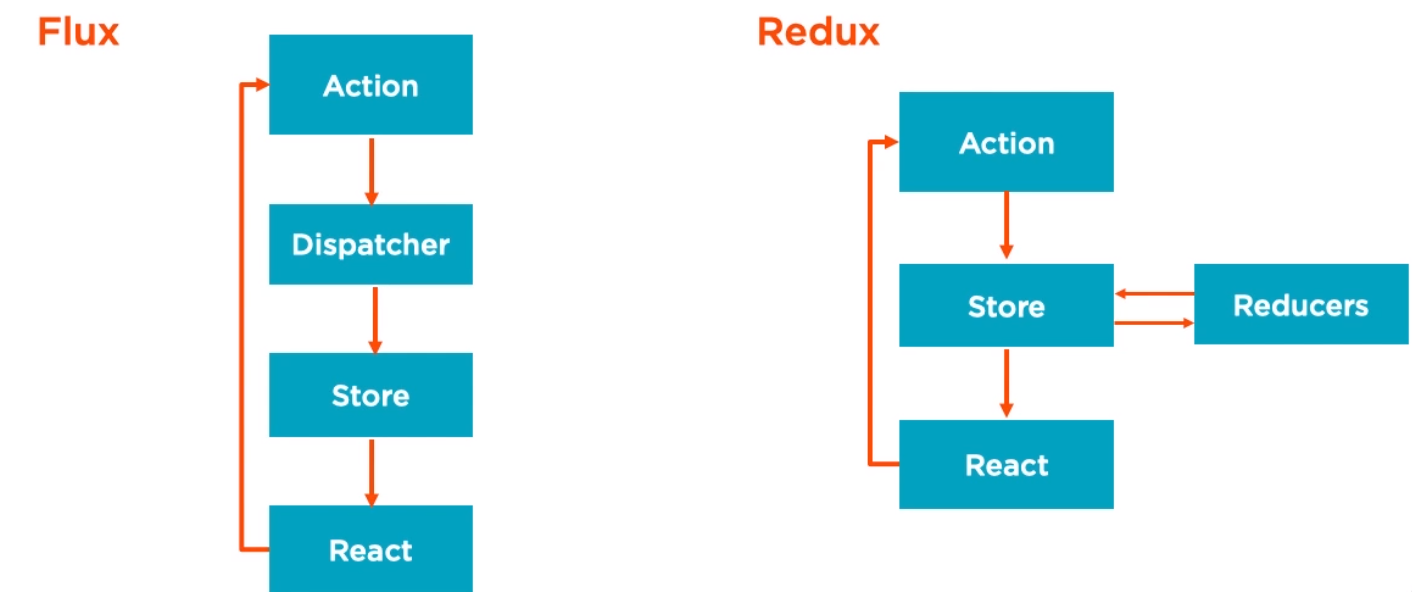 Flux
Action
Dispatcher
Store
React
Redux
Action
Store
Reducers
React